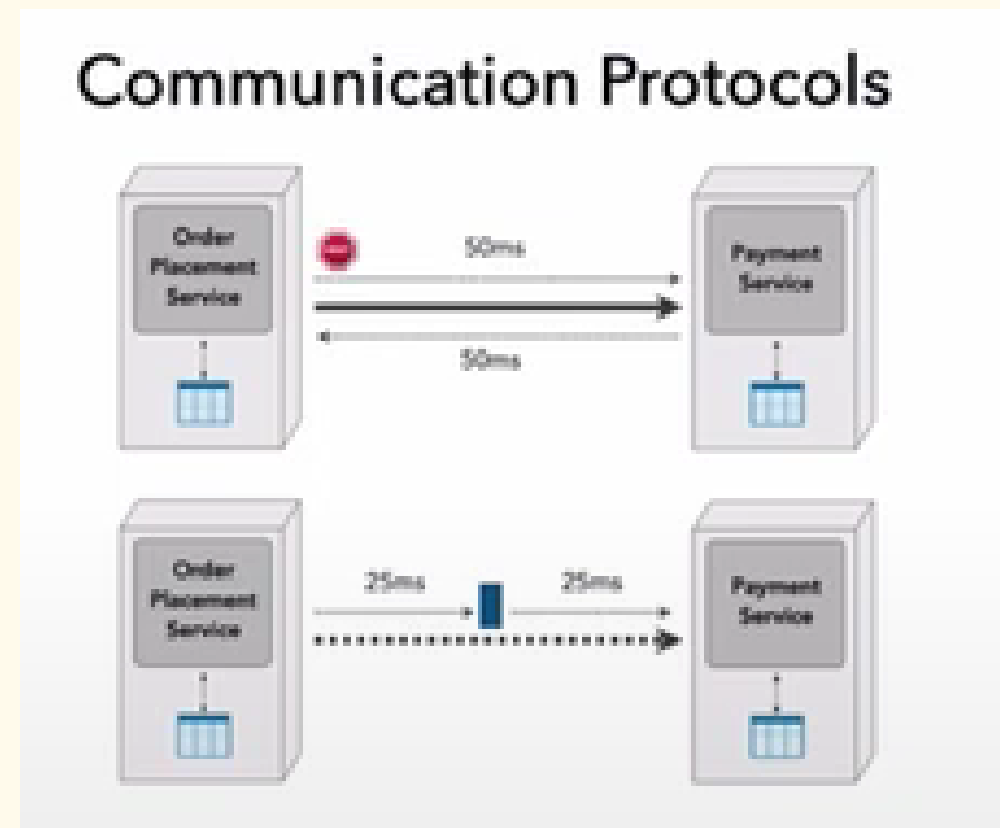 Communication Protocols
Order
Placement
Service
50ms
50ms
Payment
Service
Order
Placement
Service
25ms
25ms
Payment
Service